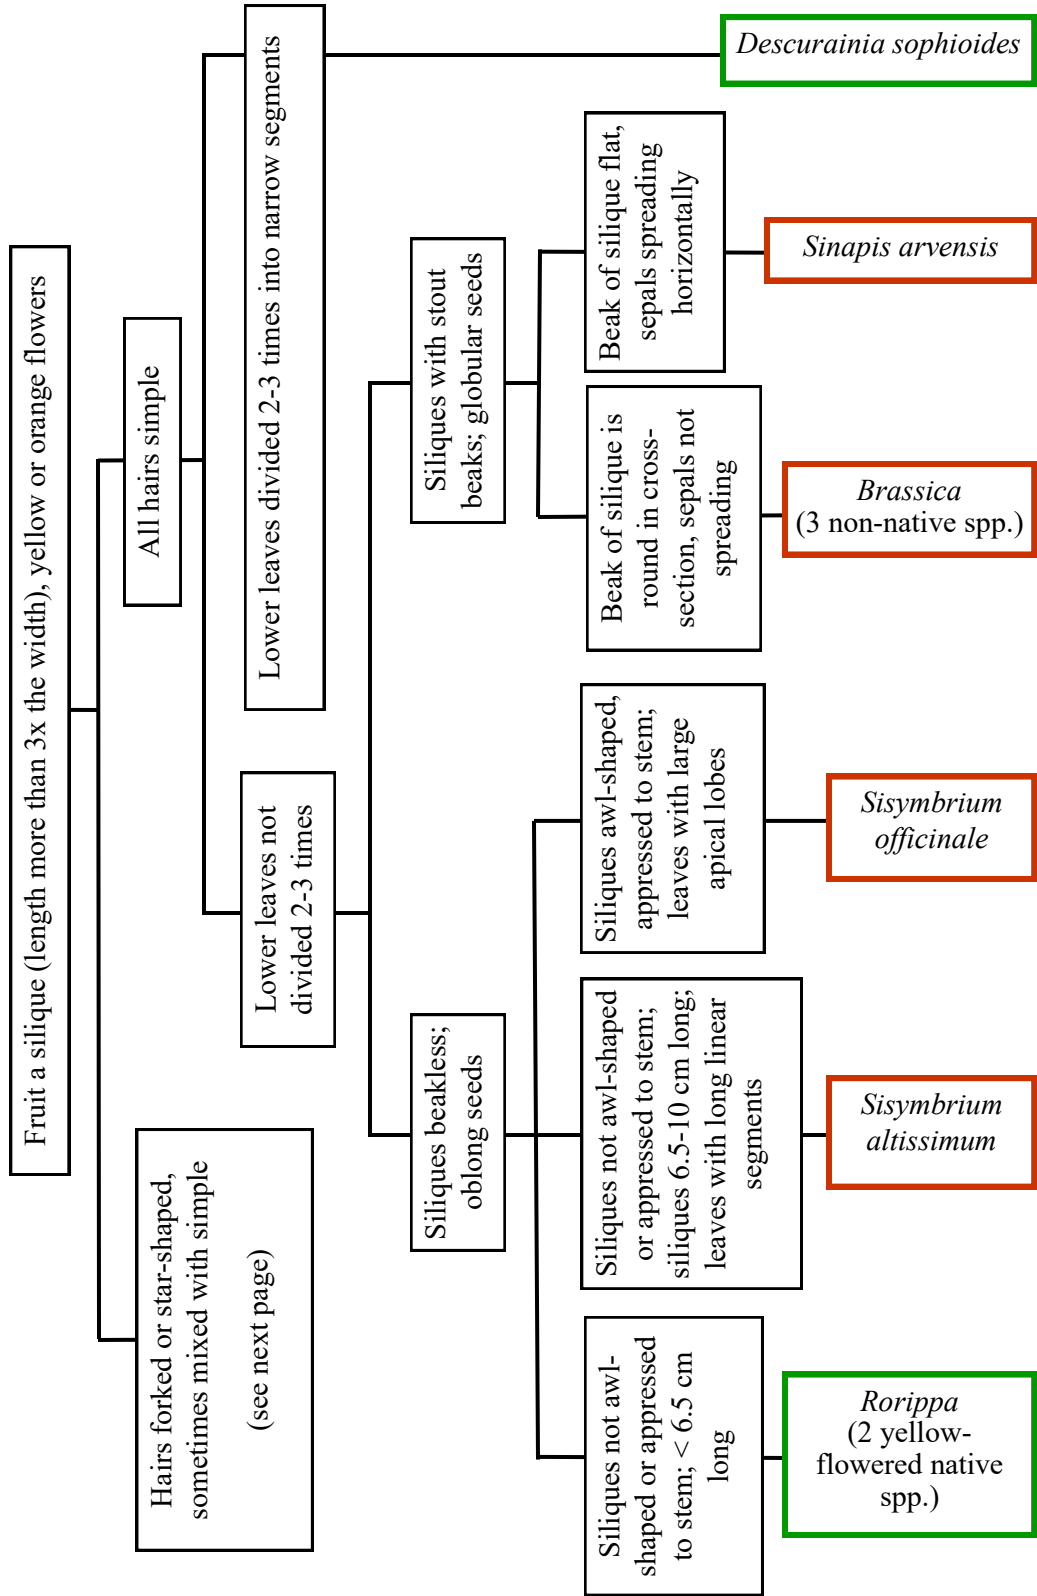 Fruit a silique (length more than 3x the width), yellow or orange flowers
Hairs forked or star-shaped,
sometimes mixed with simple
(see next page)
All hairs simple
Lower leaves not
divided 2-3 times
Lower leaves divided 2-3 times into narrow segments
Siliques beakless;
oblong seeds
Siliques with stout
beaks; globular seeds
Siliques not awl-
shaped or appressed
to stem; < 6.5 cm
long
Siliques not awl-shaped
or appressed to stem;
siliques 6.5-10 cm long;
leaves with long linear
segments
Siliques awl-shaped,
appressed to stem;
leaves with large
apical lobes
Beak of silique is
round in cross-
section, sepals not
spreading
Beak of silique flat,
sepals spreading
horizontally
Rorippa
(2 yellow-
flowered native
spp.)
Sisymbrium
altissimum
Sisymbrium
officinale
Brassica
(3 non-native spp.)
Sinapis arvensis
Descurainia sophioides